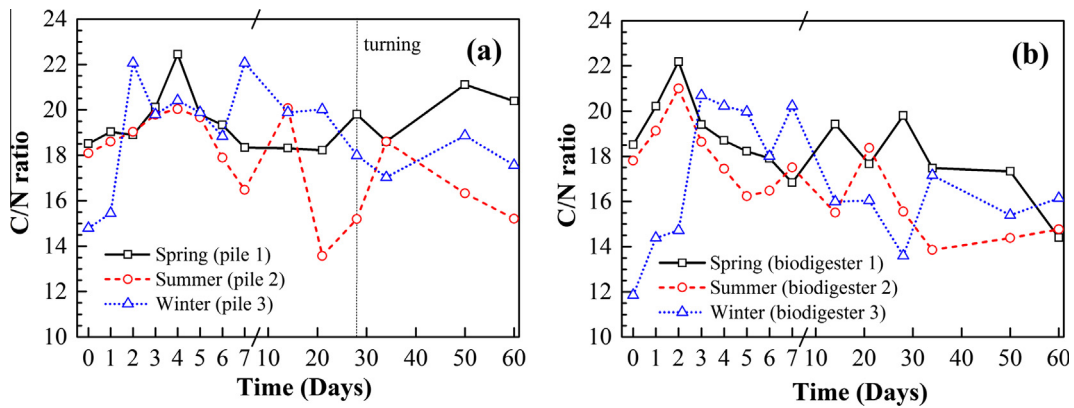 24
22
20
18
16
14
12
10
C/N ratio
(a)
turning
Spring (pile 1)
Summer (pile 2)
Winter (pile 3)
0 1 2 3 4 5 6 7 10 20 30 40 50 60
Time (Days)
24
22
20
18
16
14
12
10
C/N ratio
(b)
Spring (biodigester 1)
Summer (biodigester 2)
Winter (biodigester 3)
0 1 2 3 4 5 6 7 10 20 30 40 50 60
Time (Days)